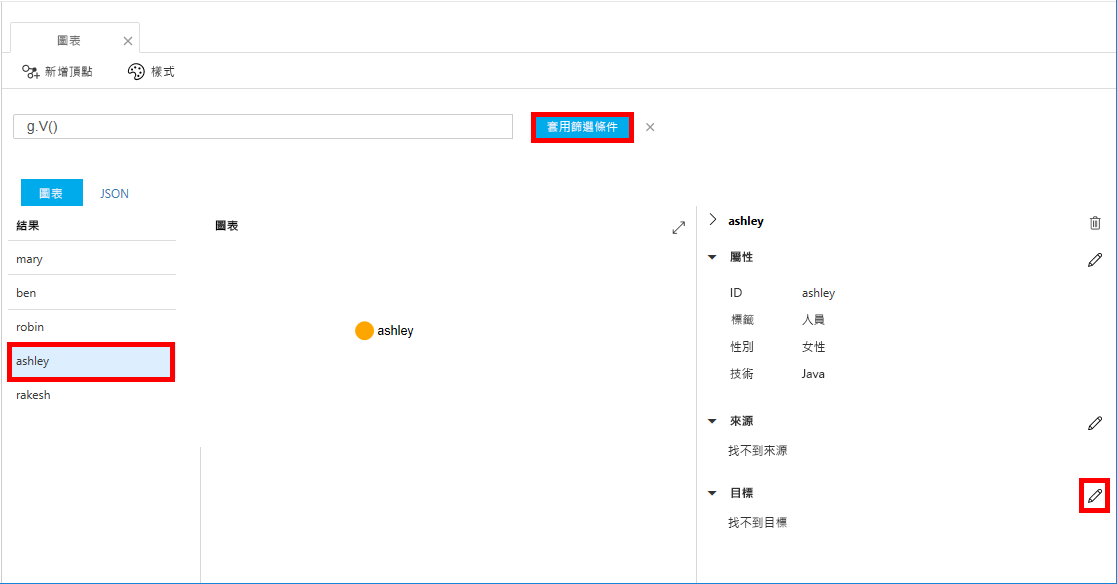 圖表
新增頂點 樣式
g.V() 套用篩選條件
圖表 JSON
結果
mary
ben
robin
ashley
rakesh
圖表
ashley
ashley
屬性
ID ashley
標籤 人員
性別 女性
技術 Java
來源
找不到來源
目標
找不到目標